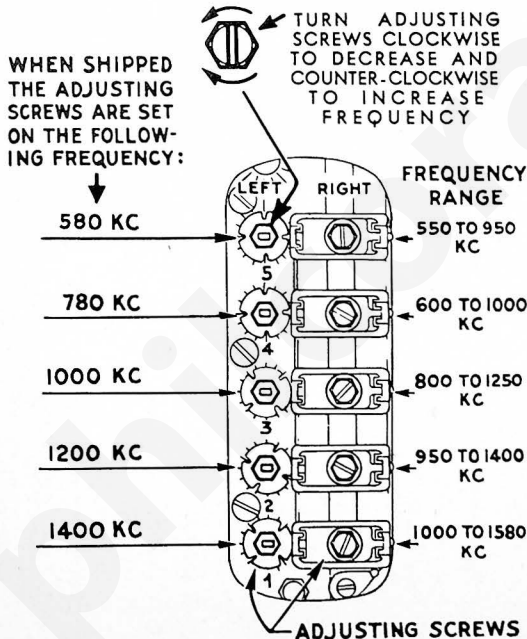 TURN ADJUSTING
SCREWS CLOCKWISE
TO DECREASE AND
COUNTER-CLOCKWISE
TO INCREASE
FREQUENCY
WHEN SHIPPED
THE ADJUSTING
SCREWS ARE SET
ON THE FOLLOW-
ING FREQUENCY:
LEFT RIGHT
FREQUENCY
RANGE
580 KC
5
550 TO 950
KC
780 KC
4
600 TO 1000
KC
1000 KC
3
800 TO 1250
KC
1200 KC
2
950 TO 1400
KC
1400 KC
1
1000 TO 1580
KC
ADJUSTING SCREWS